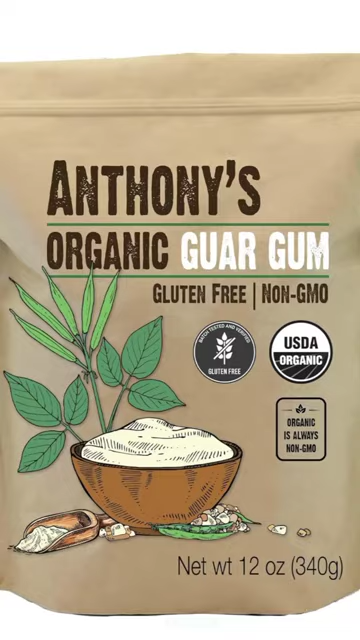 ANTHONY'S
ORGANIC GUAR GUM
GLUTEN FREE | NON-GMO
BATCH TESTED AND VERIFIED
GLUTEN FREE
USDA
ORGANIC
ORGANIC
IS ALWAYS
NON-GMO
Net wt 12 oz (340g)